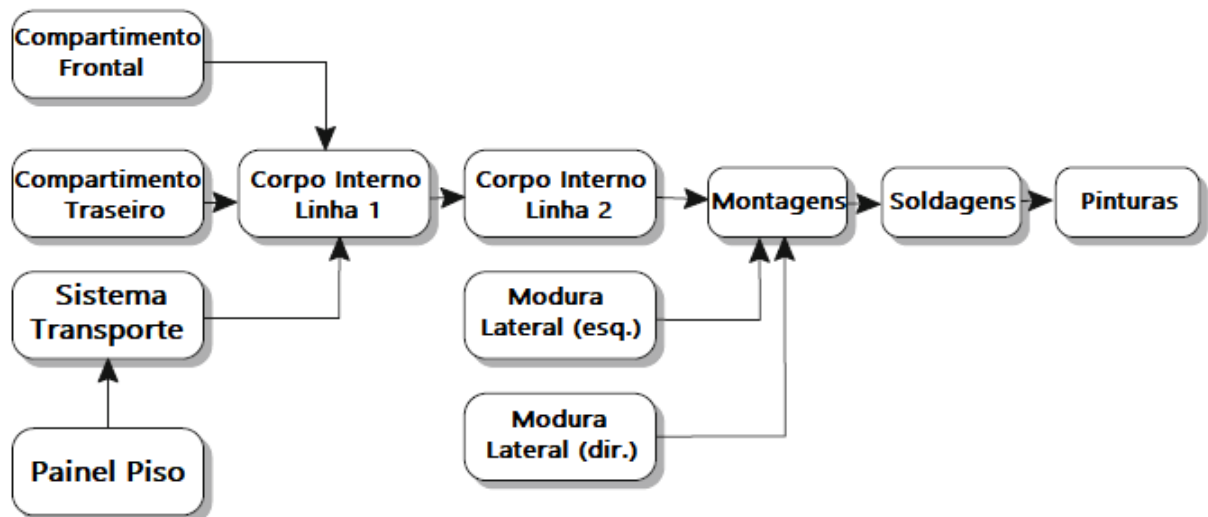 Compartimento
Frontal
Compartimento
Traseiro
Corpo Interno
Linha 1
Corpo Interno
Linha 2
Montagens
Soldagens
Pinturas
Sistema
Transporte
Modura
Lateral (esq.)
Modura
Lateral (dir.)
Painel Piso